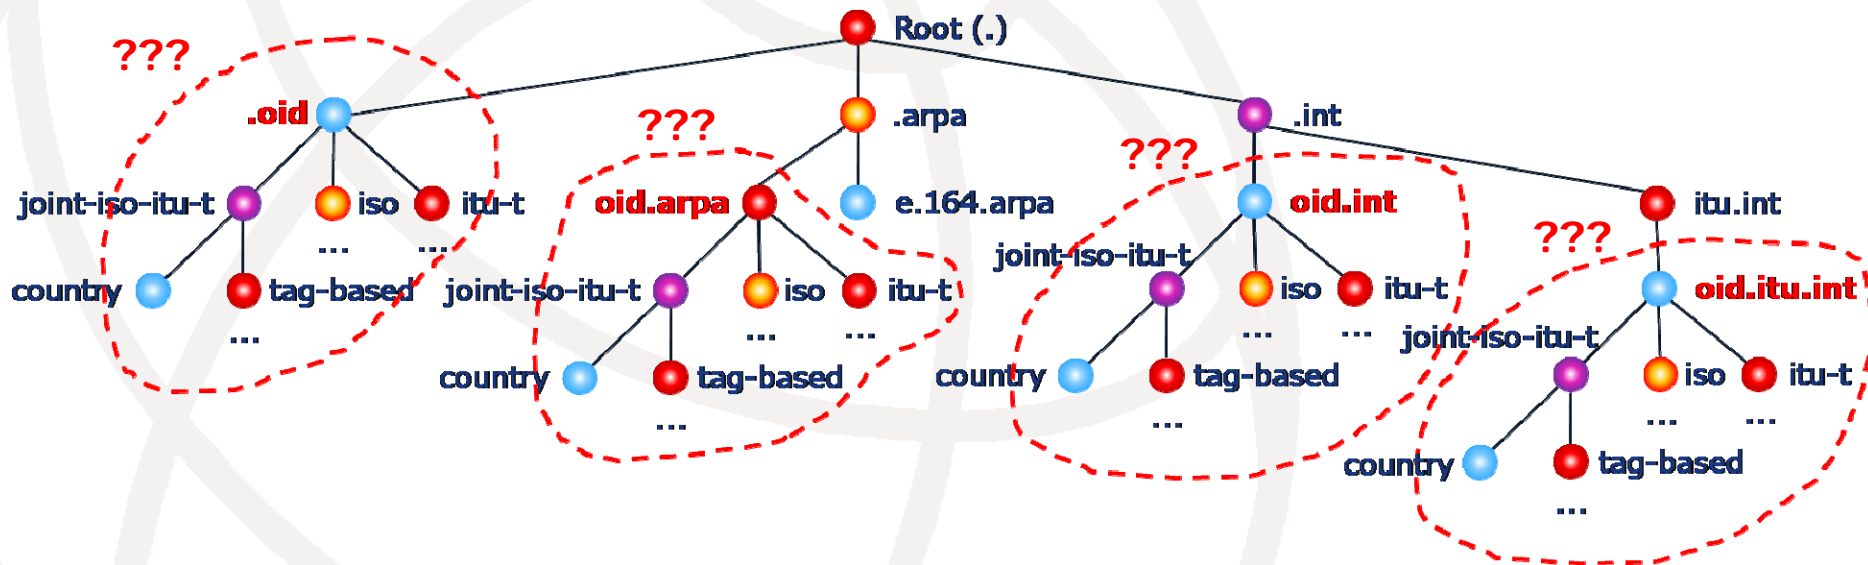 Root (.)
???
.oid
.arpa
.int
???
???
joint-iso-itu-t
iso
itu-t
oid.arpa
e.164.arpa
oid.int
itu.int
...
...
???
joint-iso-itu-t
country
tag-based
joint-iso-itu-t
iso
itu-t
iso
itu-t
oid.itu.int
...
...
...
...
...
joint-iso-itu-t
country
tag-based
country
tag-based
iso
itu-t
...
...
...
...
country
tag-based
...